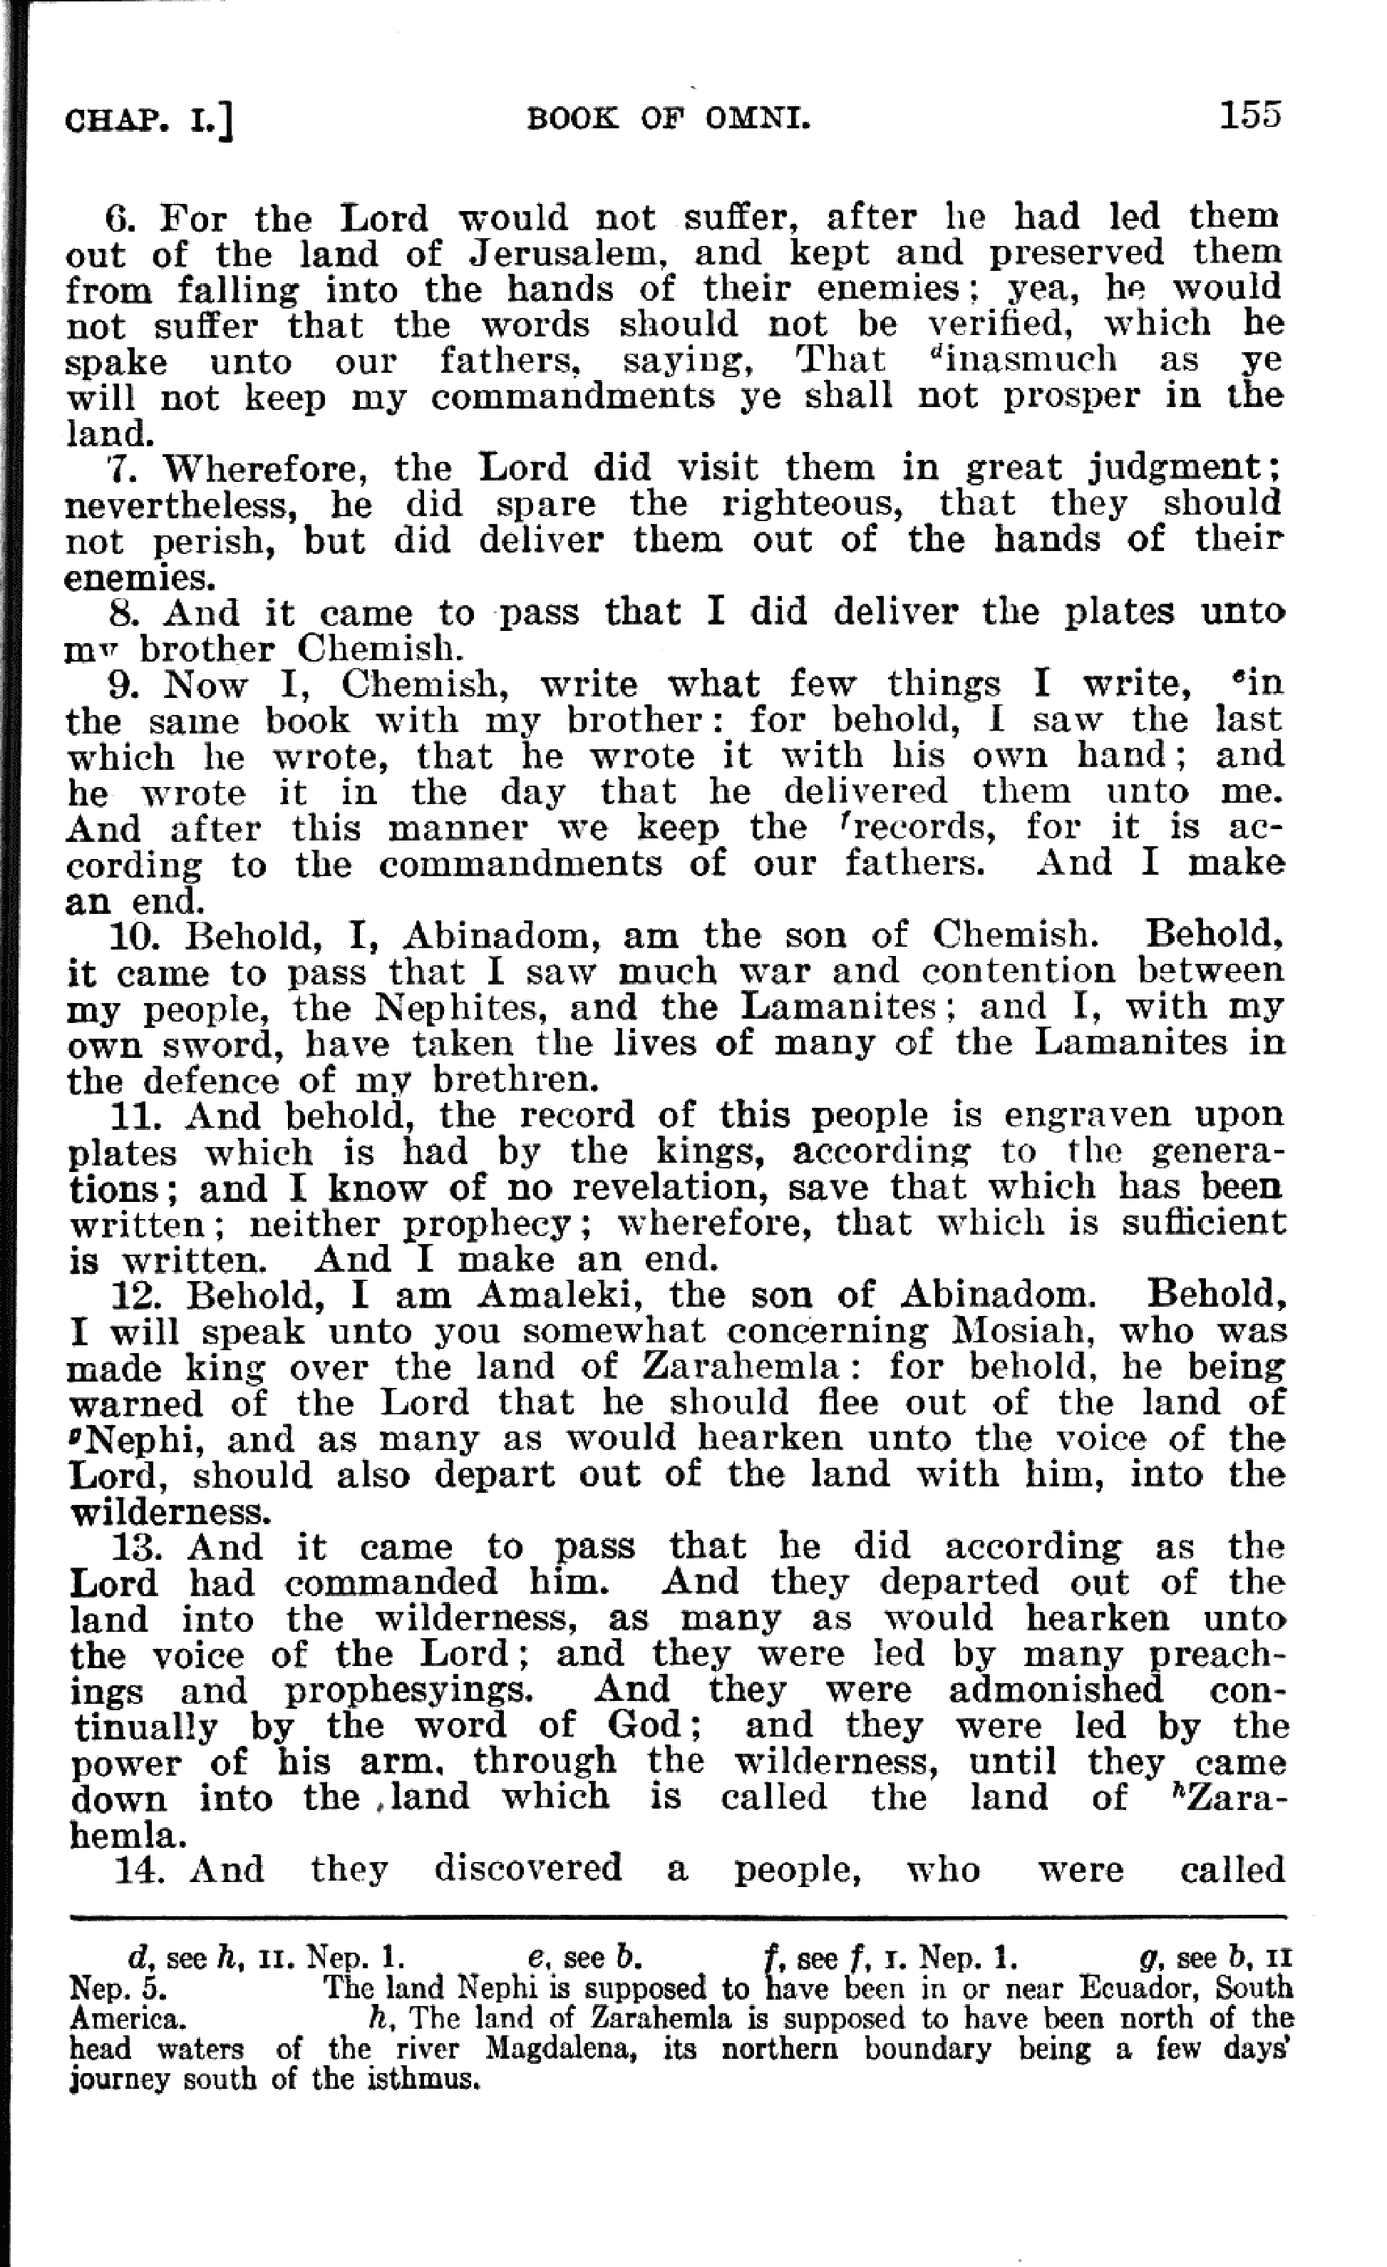 CHAP. I.] BOOK OF OMNI. 155
6. For the Lord would not suffer, after he had led them
out of the land of Jerusalem, and kept and preserved them
from falling into the hands of their enemies; yea, he would
not suffer that the words should not be verified, which he
spake unto our fathers, saying, That dinasmuch as ye
will not keep my commandments ye shall not prosper in the
land.
7. Wherefore, the Lord did visit them in great judgment;
nevertheless, he did spare the righteous, that they should
not perish, but did deliver them out of the hands of their
enemies.
8. And it came to pass that I did deliver the plates unto
my brother Chemish.
9. Now I, Chemish, write what few things I write, ein
the same book with my brother: for behold, I saw the last
which he wrote, that he wrote it with his own hand; and
he wrote it in the day that he delivered them unto me.
And after this manner we keep the frecords, for it is ac-
cording to the commandments of our fathers. And I make
an end.
10. Behold, I, Abinadom, am the son of Chemish. Behold,
it came to pass that I saw much war and contention between
my people, the Nephites, and the Lamanites; and I, with my
own sword, have taken the lives of many of the Lamanites in
the defence of my brethren.
11. And behold, the record of this people is engraven upon
plates which is had by the kings, according to the genera-
tions; and I know of no revelation, save that which has been
written; neither prophecy; wherefore, that which is sufficient
is written. And I make an end.
12. Behold, I am Amaleki, the son of Abinadom. Behold,
I will speak unto you somewhat concerning Mosiah, who was
made king over the land of Zarahemla: for behold, he being
warned of the Lord that he should flee out of the land of
gNephi, and as many as would hearken unto the voice of the
Lord, should also depart out of the land with him, into the
wilderness.
13. And it came to pass that he did according as the
Lord had commanded him. And they departed out of the
land into the wilderness, as many as would hearken unto
the voice of the Lord; and they were led by many preach-
ings and prophesyings. And they were admonished con-
tinually by the word of God; and they were led by the
power of his arm, through the wilderness, until they came
down into the land which is called the land of hZara-
hemla.
14. And they discovered a people, who were called
d, see h, II. Nep. 1. e, see b. f, see f, I. Nep. 1. g, see b, II
Nep. 5. The land Nephi is supposed to have been in or near Ecuador, South
America. h, The land of Zarahemla is supposed to have been north of the
head waters of the river Magdalena, its northern boundary being a few days'
journey south of the isthmus.